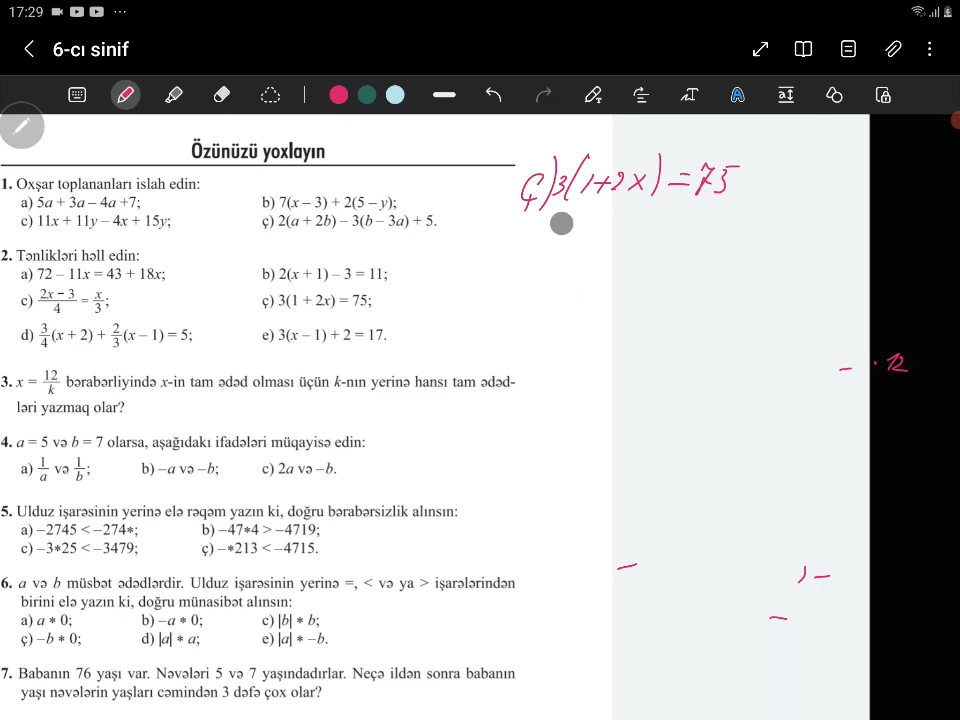 17:29
6-cı sinif
Özünüzü yoxlayın
1. Oxşar toplananları islah edin:
a) 5a + 3a – 4a +7; b) 7(x – 3) + 2(5 – y);
c) 11x + 11y – 4x + 15y; ç) 2(a + 2b) – 3(b – 3a) + 5.
2. Tənlikləri həll edin:
a) 72 – 11x = 43 + 18x; b) 2(x + 1) – 3 = 11;
c) (2x – 3)/4 = x/3; ç) 3(1 + 2x) = 75;
d) 3/4(x + 2) + 2/3(x – 1) = 5; e) 3(x – 1) + 2 = 17.
3. x = 12/k bərabərliyində x-in tam ədəd olması üçün k-nın yerinə hansı tam ədəd-
ləri yazmaq olar?
4. a = 5 və b = 7 olarsa, aşağıdakı ifadələri müqayisə edin:
a) 1/a və 1/b; b) –a və –b; c) 2a və –b.
5. Ulduz işarəsinin yerinə elə rəqəm yazın ki, doğru bərabərsizlik alınsın:
a) –2745 < –274*; b) –47*4 > –4719;
c) –3*25 < –3479; ç) –*213 < –4715.
6. a və b müsbət ədədlərdir. Ulduz işarəsinin yerinə =, < və ya > işarələrindən
birini elə yazın ki, doğru münasibət alınsın:
a) a * 0; b) –a * 0; c) |b| * b;
ç) –b * 0; d) |a| * a; e) |a| * –b.
7. Babanın 76 yaşı var. Nəvələri 5 və 7 yaşındadırlar. Neçə ildən sonra babanın
yaşı nəvələrin yaşları cəmindən 3 dəfə çox olar?
ç) 3(1+2x) = 75
– · 12